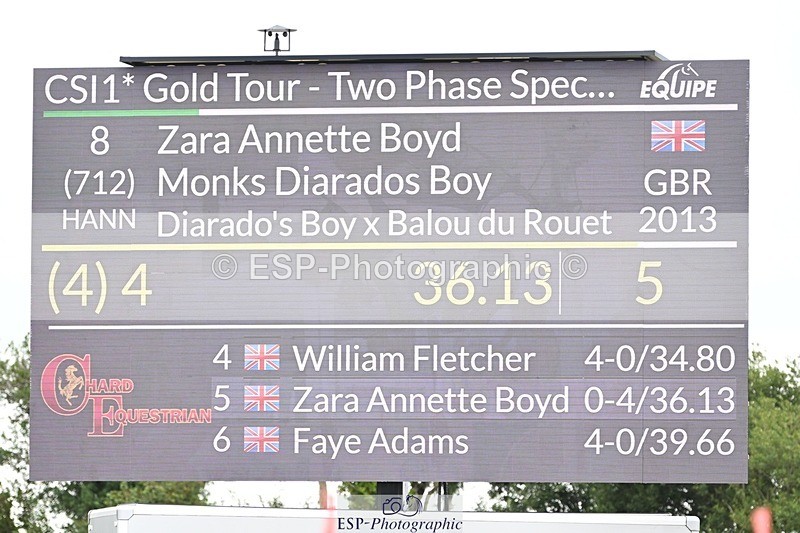 CSI1* Gold Tour - Two Phase Spec... EQUIPE
8 Zara Annette Boyd
(712) Monks Diarados Boy GBR
HANN Diarado's Boy x Balou du Rouet 2013
© ESP-Photographic ©
(4) 4 36.13 5
4 William Fletcher 4-0/34.80
CHARD EQUESTRIAN
5 Zara Annette Boyd 0-4/36.13
6 Faye Adams 4-0/39.66
ESP-Photographic